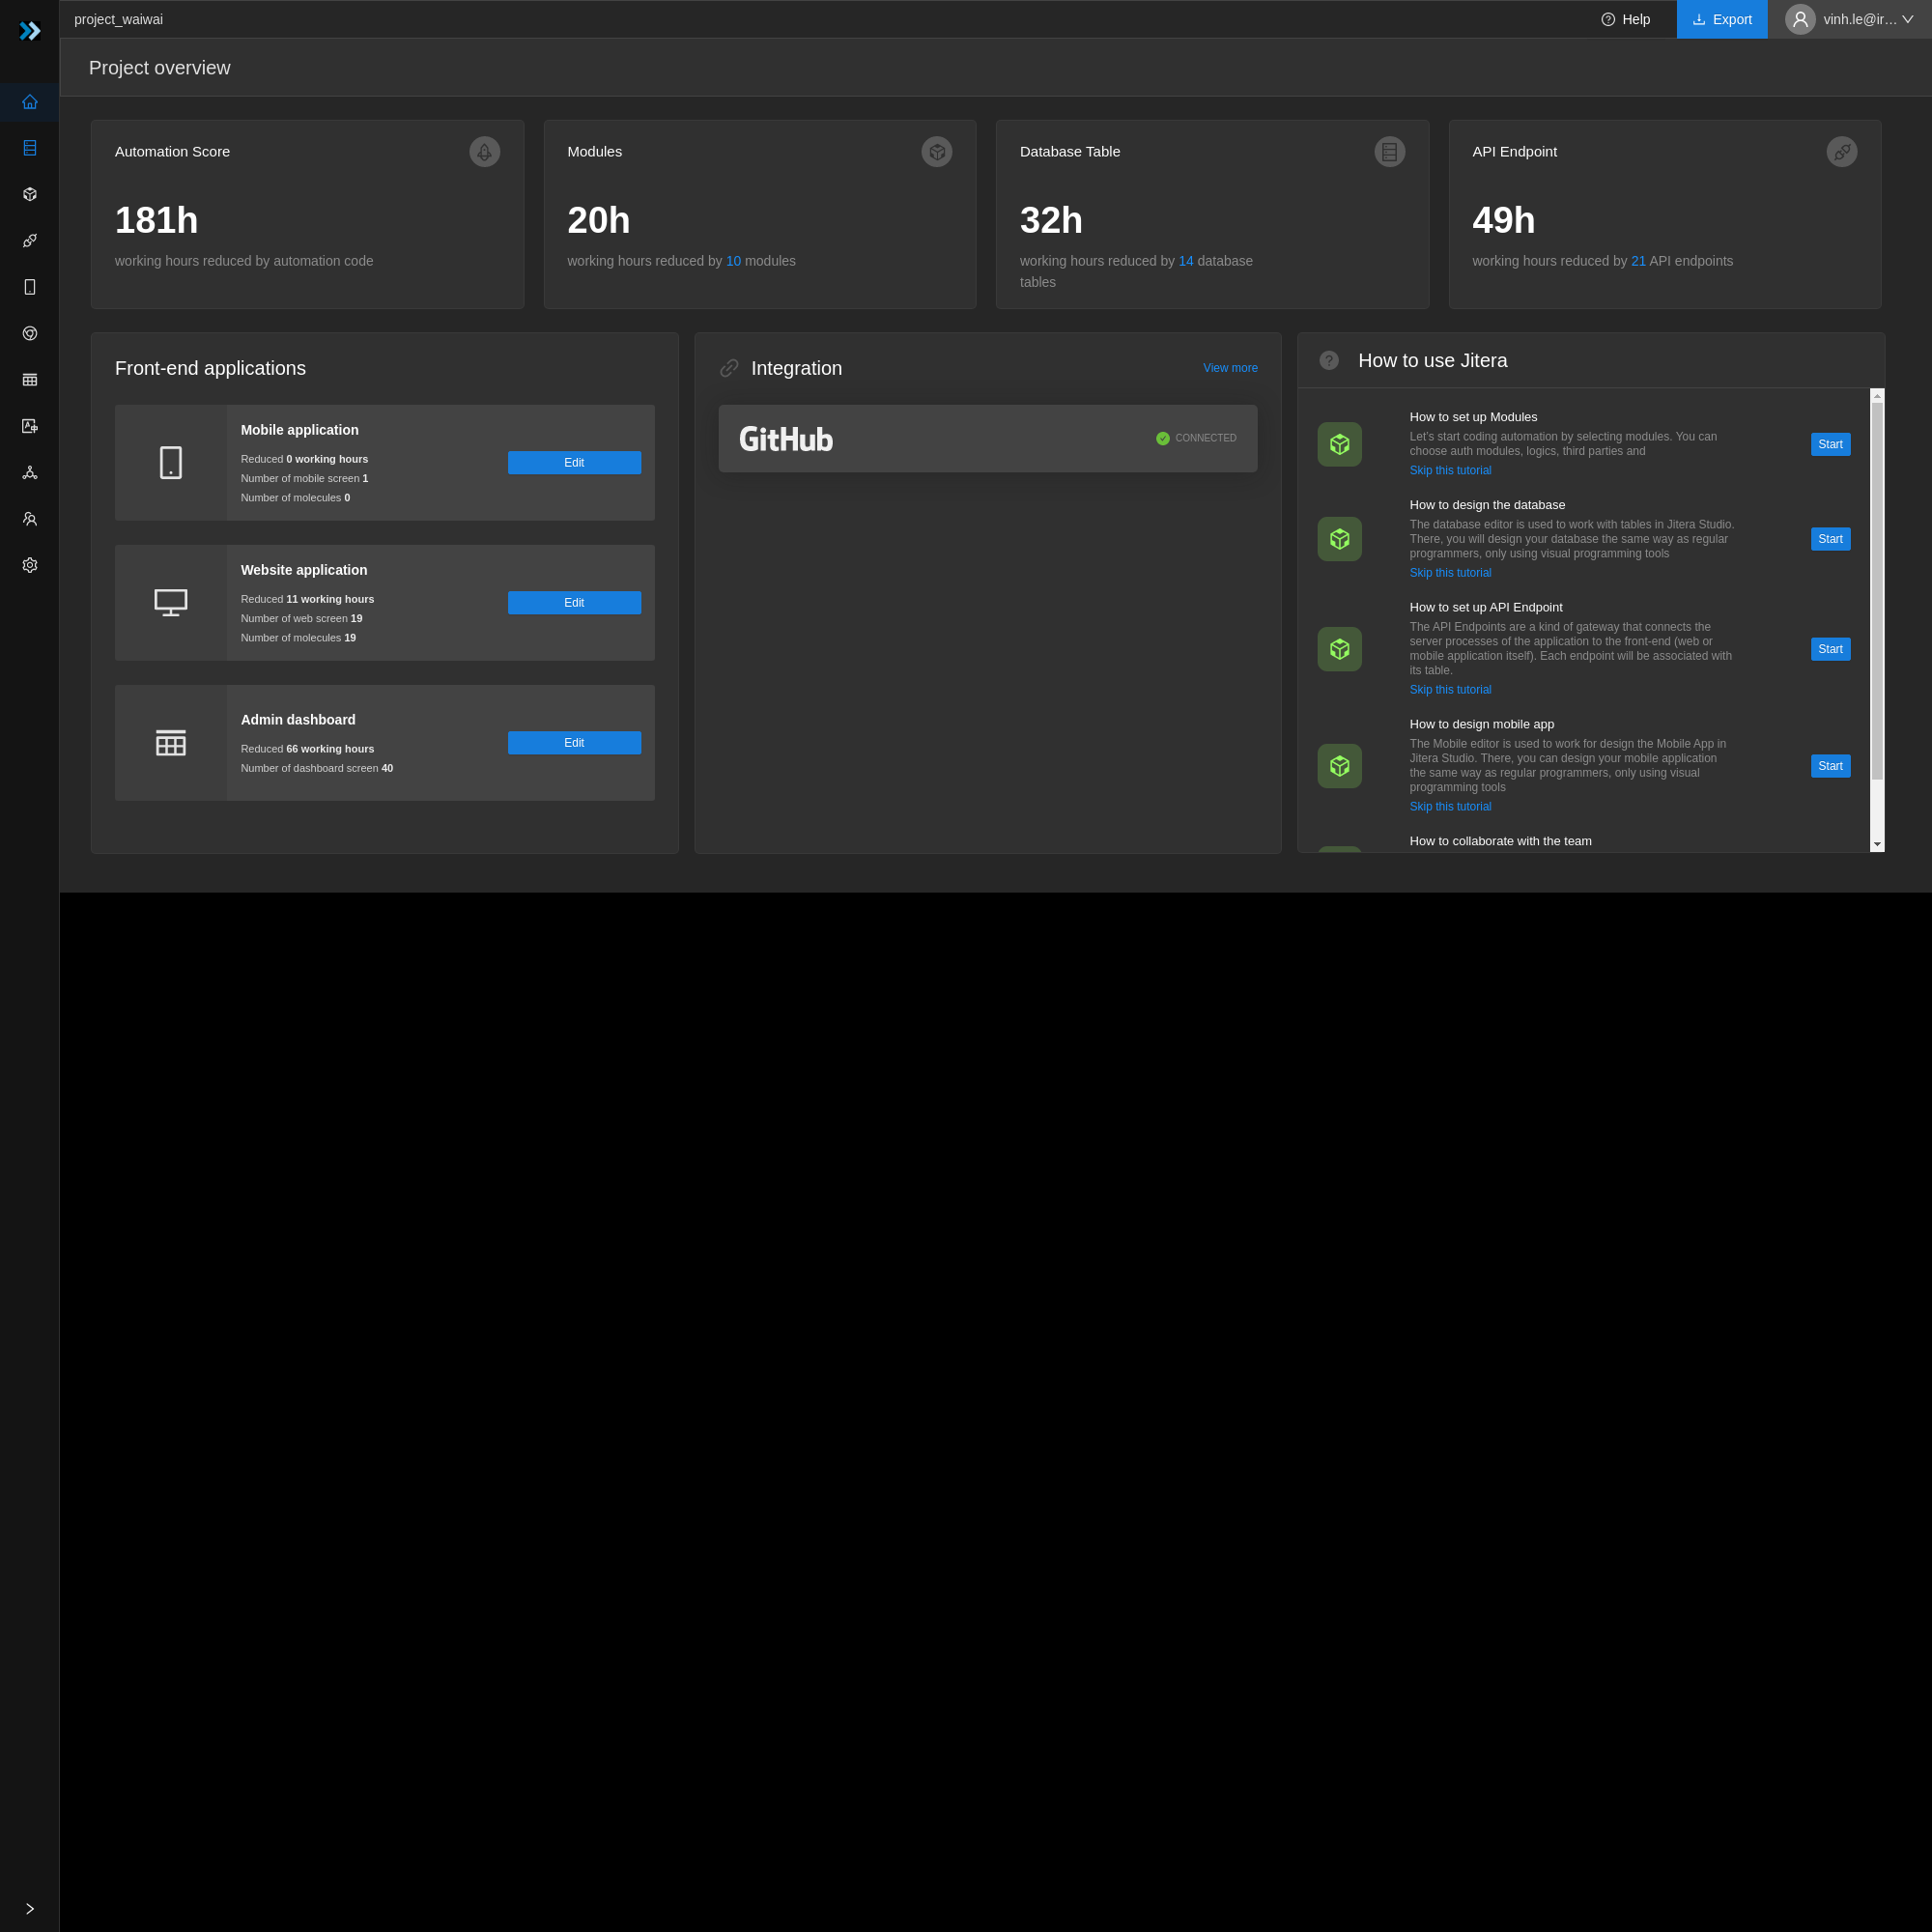 project_waiwai
Help
Export
vinh.le@ir…
Project overview
Automation Score
181h
working hours reduced by automation code
Modules
20h
working hours reduced by 10 modules
Database Table
32h
working hours reduced by 14 database
tables
API Endpoint
49h
working hours reduced by 21 API endpoints
Front-end applications
Mobile application
Reduced 0 working hours
Number of mobile screen 1
Number of molecules 0
Edit
Website application
Reduced 11 working hours
Number of web screen 19
Number of molecules 19
Edit
Admin dashboard
Reduced 66 working hours
Number of dashboard screen 40
Edit
Integration
View more
GitHub
CONNECTED
How to use Jitera
How to set up Modules
Let's start coding automation by selecting modules. You can
choose auth modules, logics, third parties and
Skip this tutorial
Start
How to design the database
The database editor is used to work with tables in Jitera Studio.
There, you will design your database the same way as regular
programmers, only using visual programming tools
Skip this tutorial
Start
How to set up API Endpoint
The API Endpoints are a kind of gateway that connects the
server processes of the application to the front-end (web or
mobile application itself). Each endpoint will be associated with
its table.
Skip this tutorial
Start
How to design mobile app
The Mobile editor is used to work for design the Mobile App in
Jitera Studio. There, you can design your mobile application
the same way as regular programmers, only using visual
programming tools
Skip this tutorial
Start
How to collaborate with the team